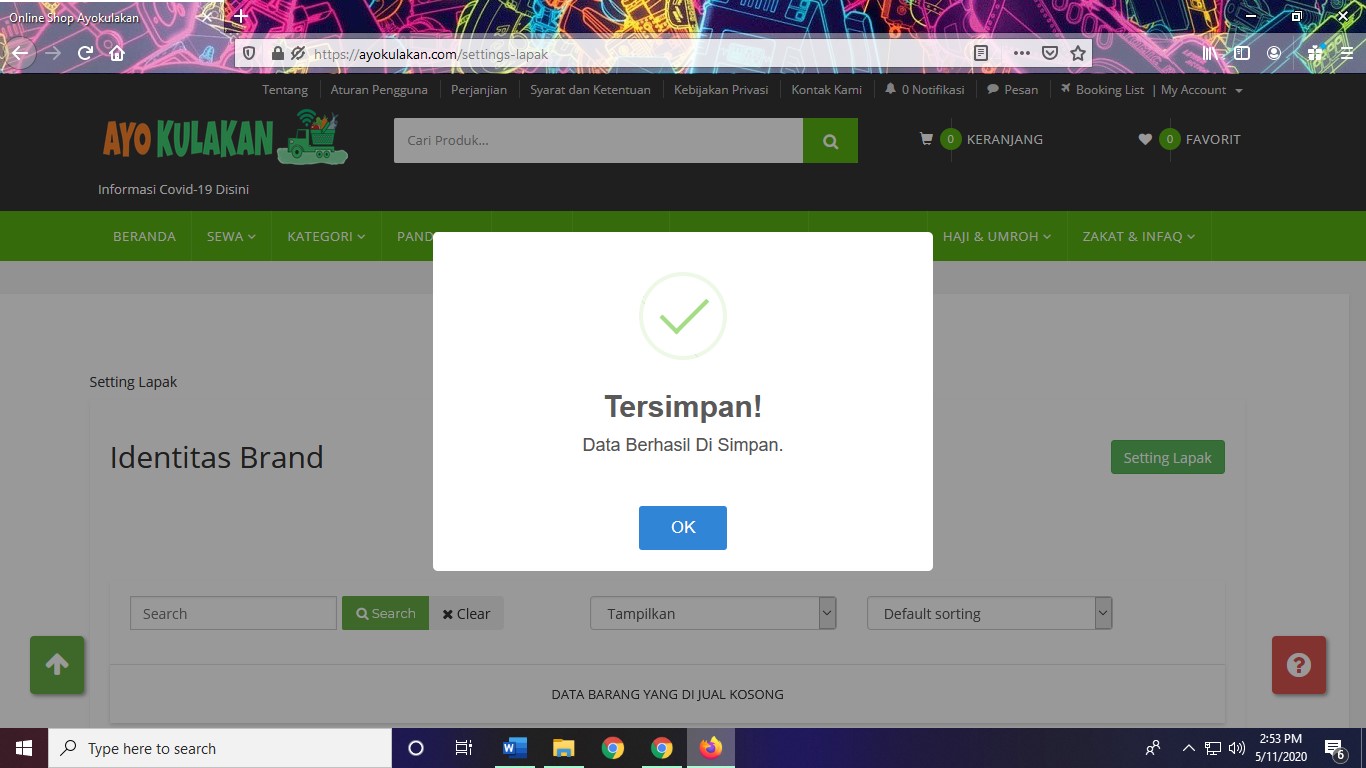 Online Shop Ayokulakan
https://ayokulakan.com/settings-lapak
Tentang
Aturan Pengguna
Perjanjian
Syarat dan Ketentuan
Kebijakan Privasi
Kontak Kami
0 Notifikasi
Pesan
Booking List
| My Account
AYO KULAKAN
Cari Produk...
0 KERANJANG
0 FAVORIT
Informasi Covid-19 Disini
BERANDA
SEWA
KATEGORI
PAND
HAJI & UMROH
ZAKAT & INFAQ
Setting Lapak
Identitas Brand
Setting Lapak
Tersimpan!
Data Berhasil Di Simpan.
OK
Search
Search
Clear
Tampilkan
Default sorting
DATA BARANG YANG DI JUAL KOSONG
Type here to search
2:53 PM
5/11/2020
6